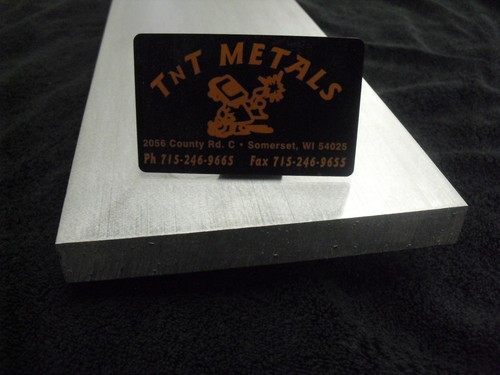 TNT METALS
2056 County Rd. C • Somerset, WI 54025
Ph 715-246-9665 Fax 715-246-9655